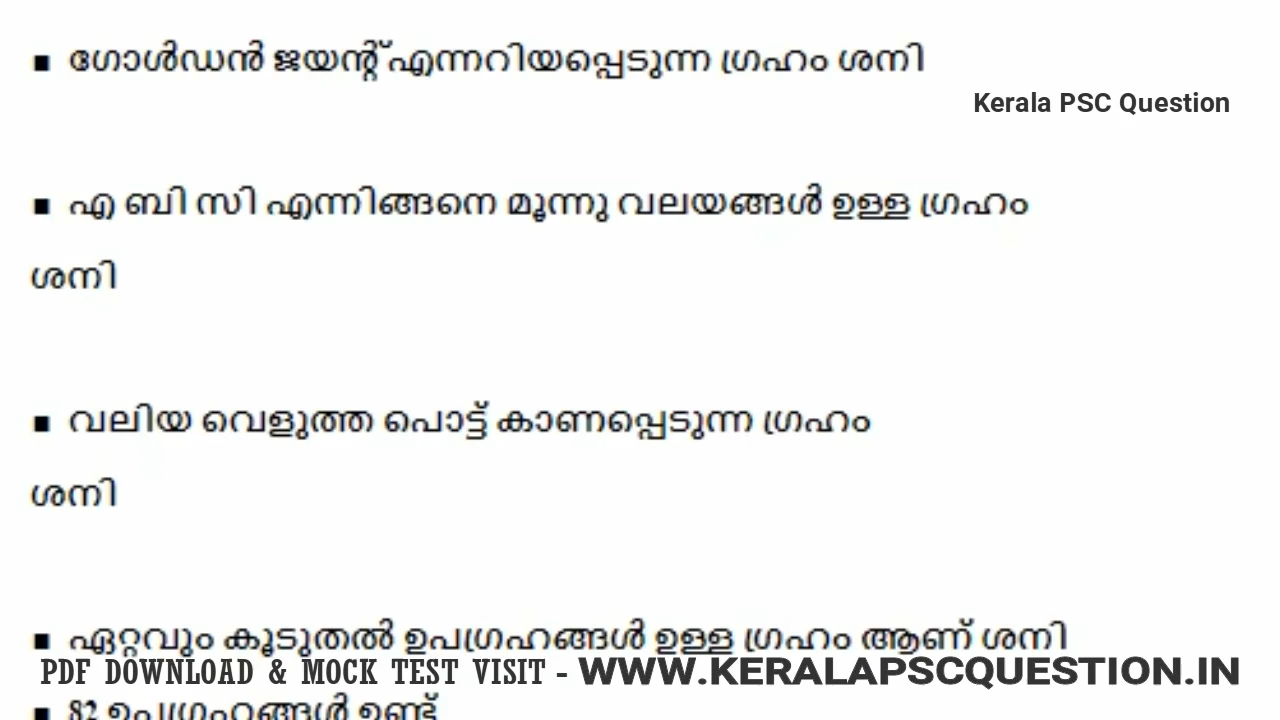 ▪ ഗോൾഡൻ ജയന്റ് എന്നറിയപ്പെടുന്ന ഗ്രഹം ശനി
Kerala PSC Question
▪ എ ബി സി എന്നിങ്ങനെ മൂന്നു വലയങ്ങൾ ഉള്ള ഗ്രഹം
ശനി
▪ വലിയ വെളുത്ത പൊട്ട് കാണപ്പെടുന്ന ഗ്രഹം
ശനി
▪ ഏറ്റവും കൂടുതൽ ഉപഗ്രഹങ്ങൾ ഉള്ള ഗ്രഹം ആണ് ശനി
PDF DOWNLOAD & MOCK TEST VISIT - WWW.KERALAPSCQUESTION.IN
▪ 82 ഉപഗ്രഹങ്ങൾ ഉണ്ട്